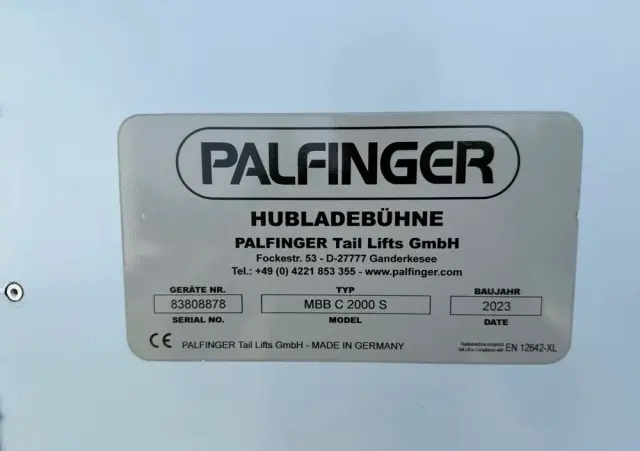 PALFINGER
HUBLADEBÜHNE
PALFINGER Tail Lifts GmbH
Fockestr. 53 - D-27777 Ganderkesee
Tel.: +49 (0) 4221 853 355 - www.palfinger.com
GERÄTE NR. TYP BAUJAHR
83808878 MBB C 2000 S 2023
SERIAL NO. MODEL DATE
CE PALFINGER Tail Lifts GmbH - MADE IN GERMANY EN 12642-XL